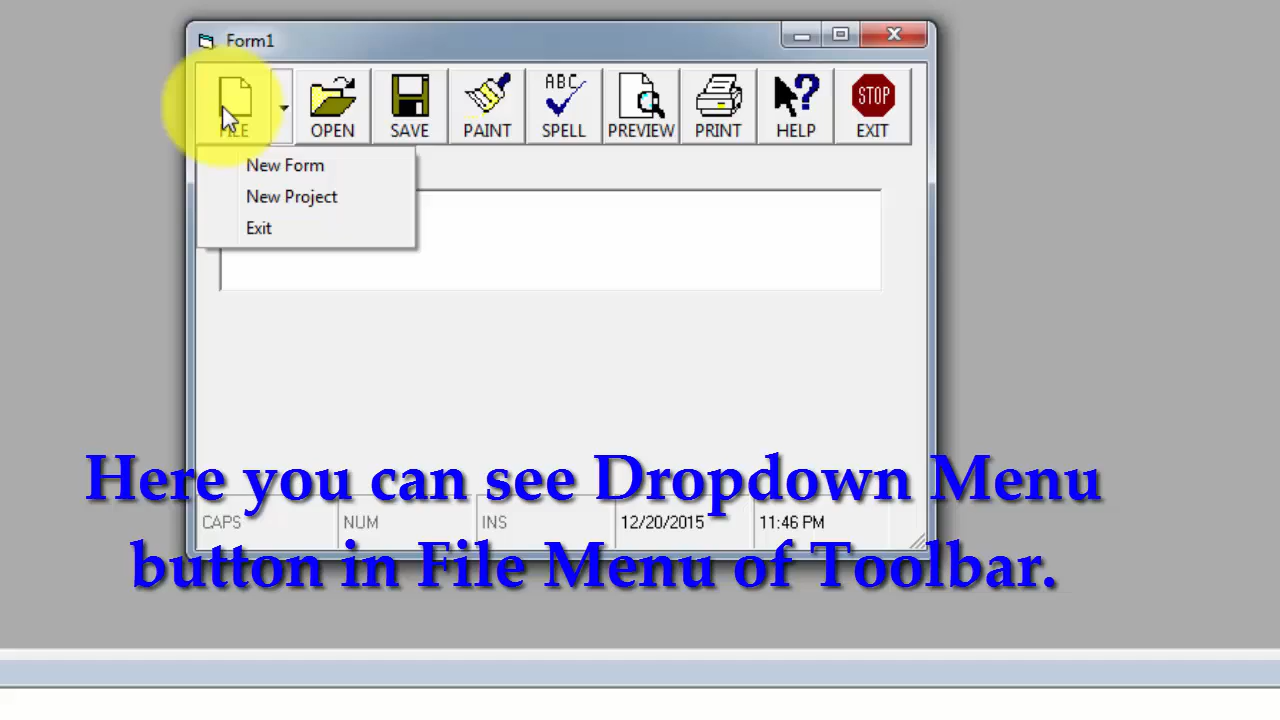 Form1
FILE OPEN SAVE PAINT ABC SPELL PREVIEW PRINT HELP STOP EXIT
New Form
New Project
Exit
Here you can see Dropdown Menu
CAPS NUM INS 12/20/2015 11:46 PM
button in File Menu of Toolbar.